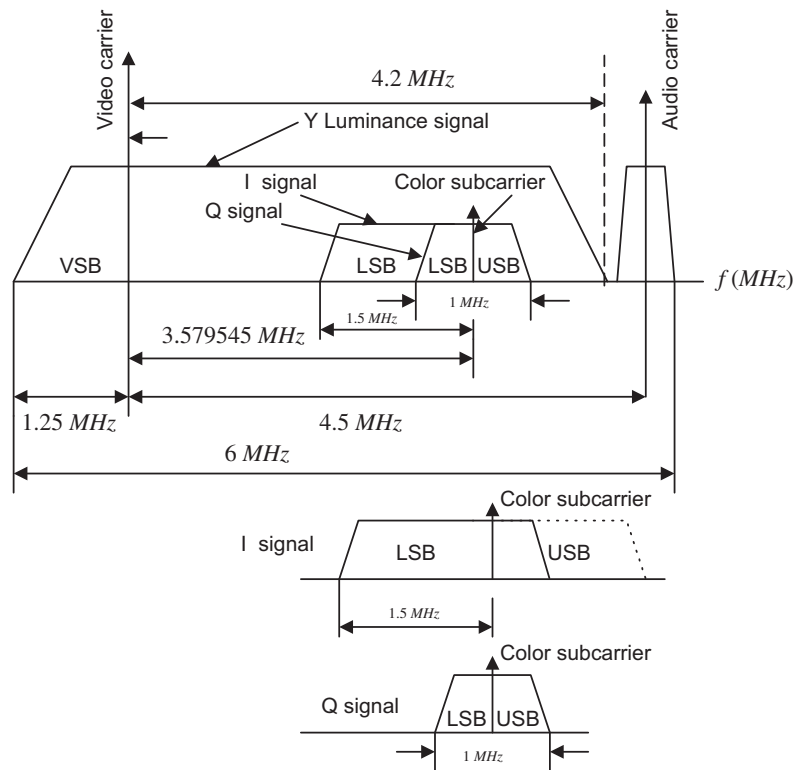 Video carrier
Audio carrier
4.2 MHz
Y Luminance signal
I signal
Color subcarrier
Q signal
VSB
LSB
LSB
USB
f (MHz)
1 MHz
1.5 MHz
3.579545 MHz
1.25 MHz
4.5 MHz
6 MHz
Color subcarrier
I signal
LSB
USB
1.5 MHz
Color subcarrier
Q signal
LSB
USB
1 MHz